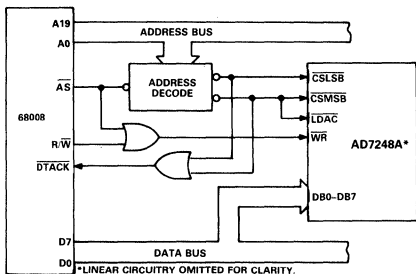 A19
ADDRESS BUS
A0
AS
ADDRESS
DECODE
CSLSB
CSMSB
LDAC
68008
AD7248A*
R/W
WR
DTACK
DB0–DB7
D7
DATA BUS
D0
*LINEAR CIRCUITRY OMITTED FOR CLARITY.